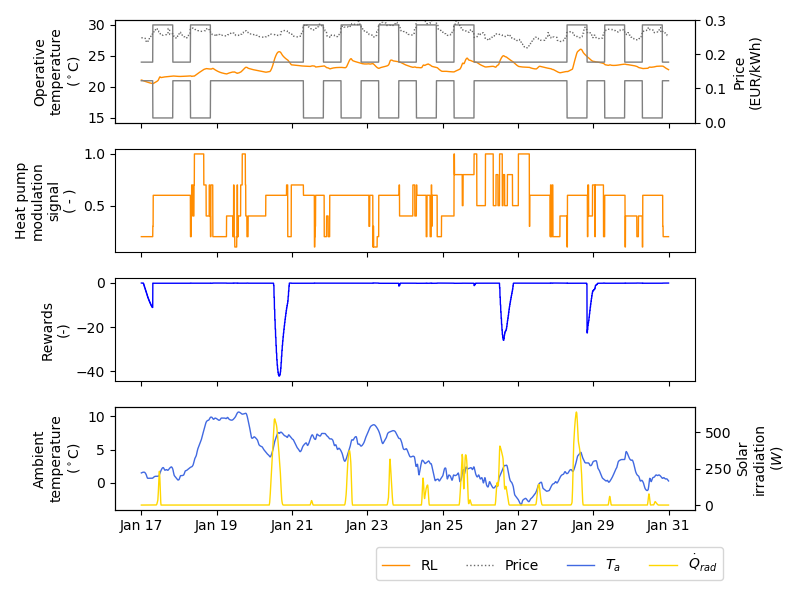 Operative
temperature
(°C)
30
25
20
15
0.3
0.2
0.1
0.0
Price
(EUR/kWh)
Heat pump
modulation
signal
( - )
1.0
0.5
Rewards
(-)
0
−20
−40
Ambient
temperature
(°C)
10
5
0
500
250
0
Solar
irradiation
(W)
Jan 17 Jan 19 Jan 21 Jan 23 Jan 25 Jan 27 Jan 29 Jan 31
RL Price T_a Q̇_rad